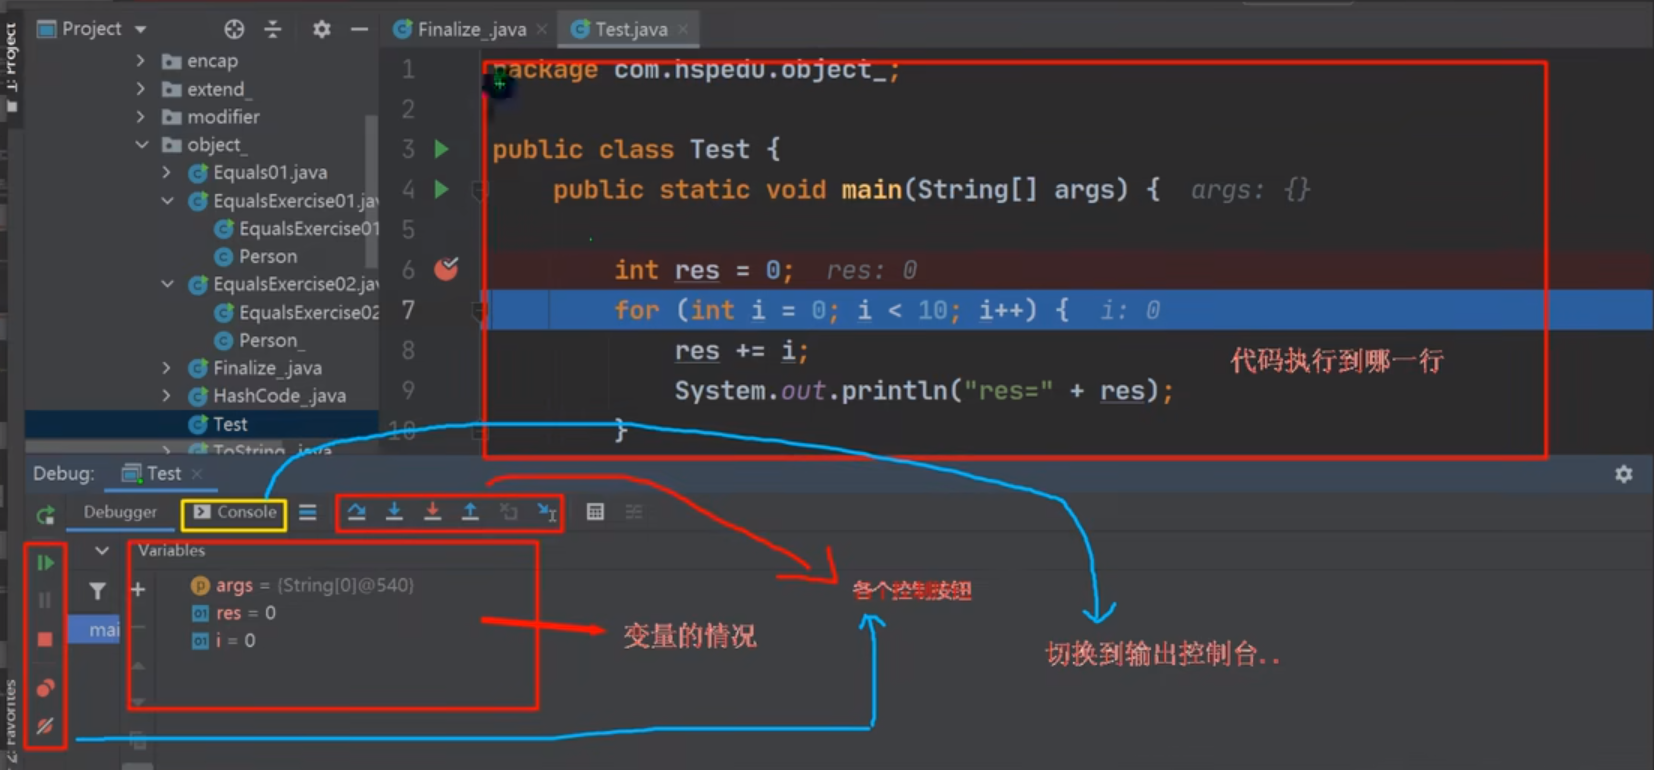 1: Project
Project
encap
extend_
modifier
object_
Equals01.java
EqualsExercise01.jav
EqualsExercise01
Person
EqualsExercise02.jav
EqualsExercise02
Person_
Finalize_.java
HashCode_.java
Test
ToString_.java
Finalize_.java
Test.java
1 package com.hspedu.object_;
2
3 public class Test {
4 public static void main(String[] args) { args: {}
5
6 int res = 0; res: 0
7 for (int i = 0; i < 10; i++) { i: 0
8 res += i;
9 System.out.println("res=" + res);
10 }
代码执行到哪一行
Debug: Test
Debugger Console
Variables
args = {String[0]@540}
res = 0
i = 0
mai
变量的情况
各个控制按钮
切换到输出控制台..
2: Favorites